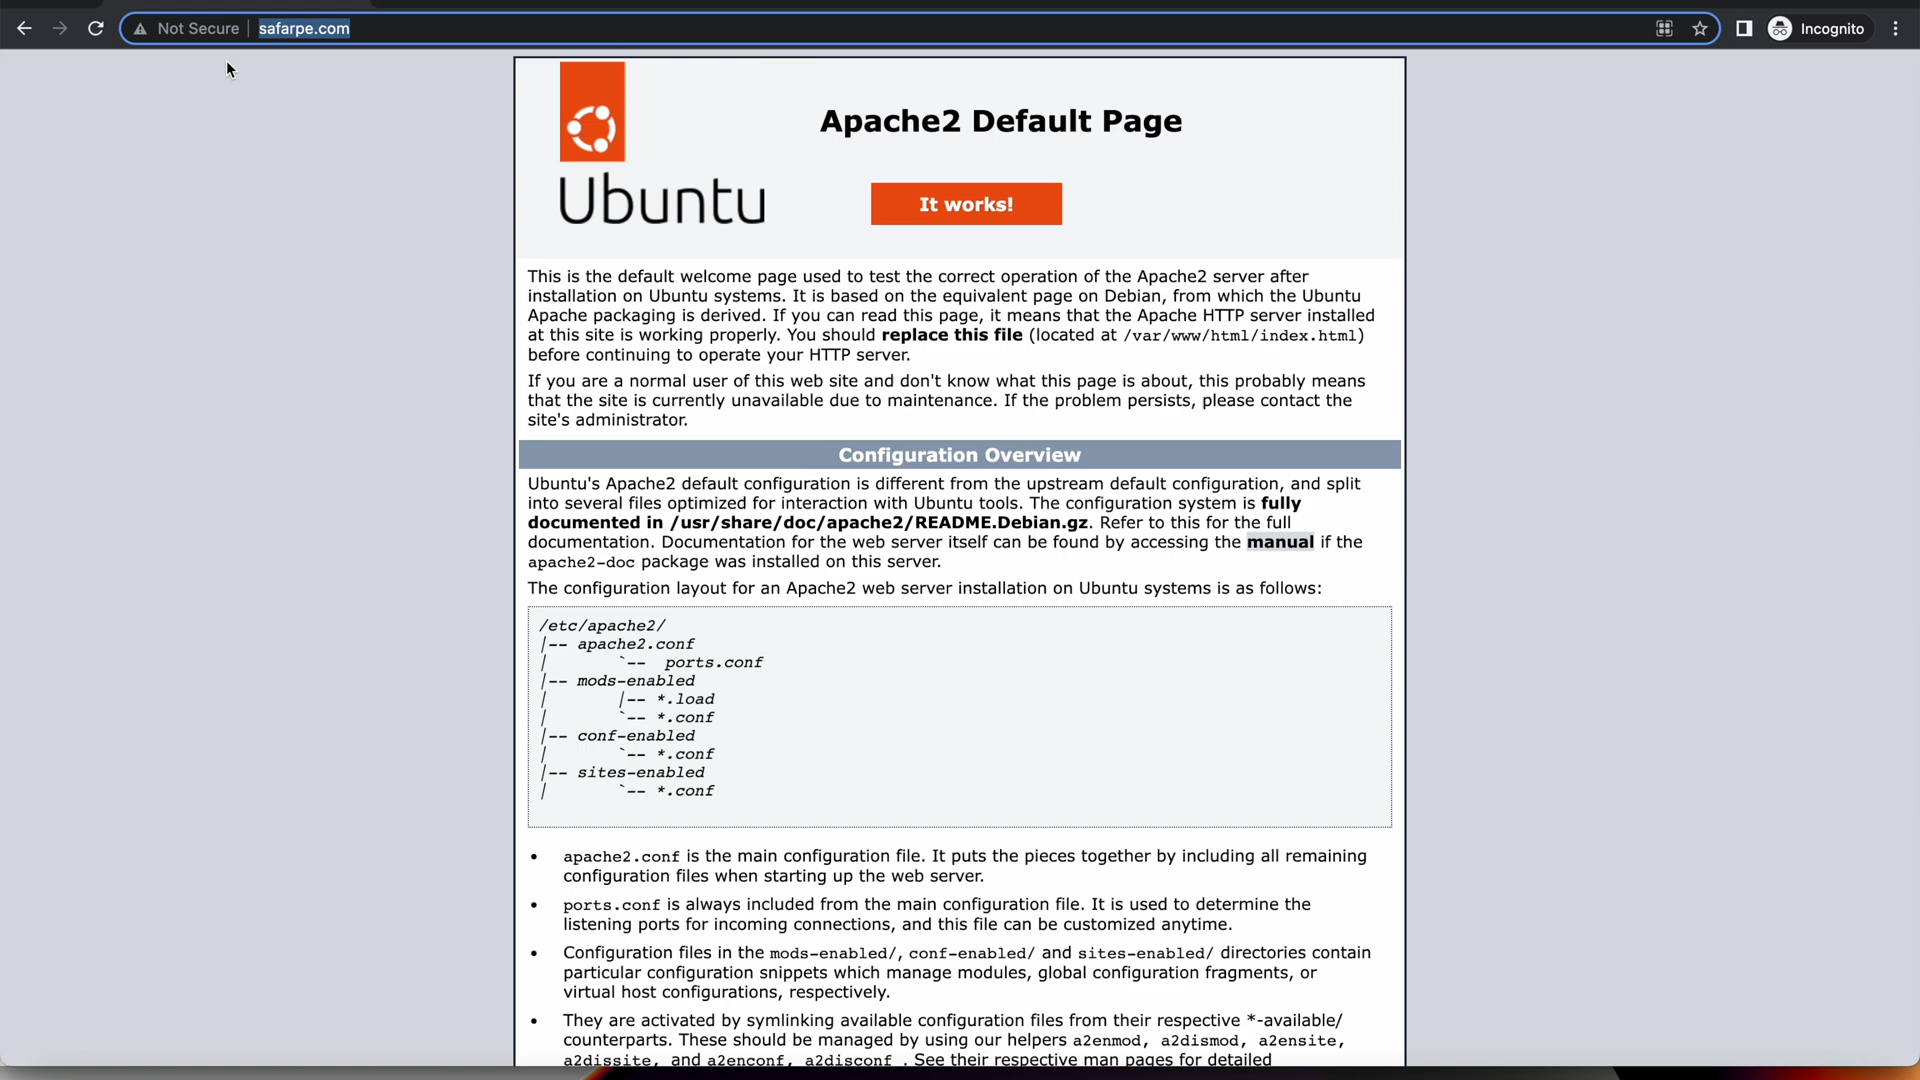 Not Secure | safarpe.com
Incognito
Apache2 Default Page
Ubuntu
It works!
This is the default welcome page used to test the correct operation of the Apache2 server after
installation on Ubuntu systems. It is based on the equivalent page on Debian, from which the Ubuntu
Apache packaging is derived. If you can read this page, it means that the Apache HTTP server installed
at this site is working properly. You should replace this file (located at /var/www/html/index.html)
before continuing to operate your HTTP server.
If you are a normal user of this web site and don't know what this page is about, this probably means
that the site is currently unavailable due to maintenance. If the problem persists, please contact the
site's administrator.
Configuration Overview
Ubuntu's Apache2 default configuration is different from the upstream default configuration, and split
into several files optimized for interaction with Ubuntu tools. The configuration system is fully
documented in /usr/share/doc/apache2/README.Debian.gz. Refer to this for the full
documentation. Documentation for the web server itself can be found by accessing the manual if the
apache2-doc package was installed on this server.
The configuration layout for an Apache2 web server installation on Ubuntu systems is as follows:
/etc/apache2/
|-- apache2.conf
|       `--  ports.conf
|-- mods-enabled
|       |-- *.load
|       `-- *.conf
|-- conf-enabled
|       `-- *.conf
|-- sites-enabled
|       `-- *.conf
• apache2.conf is the main configuration file. It puts the pieces together by including all remaining
configuration files when starting up the web server.
• ports.conf is always included from the main configuration file. It is used to determine the
listening ports for incoming connections, and this file can be customized anytime.
• Configuration files in the mods-enabled/, conf-enabled/ and sites-enabled/ directories contain
particular configuration snippets which manage modules, global configuration fragments, or
virtual host configurations, respectively.
• They are activated by symlinking available configuration files from their respective *-available/
counterparts. These should be managed by using our helpers a2enmod, a2dismod, a2ensite,
a2dissite, and a2enconf, a2disconf . See their respective man pages for detailed